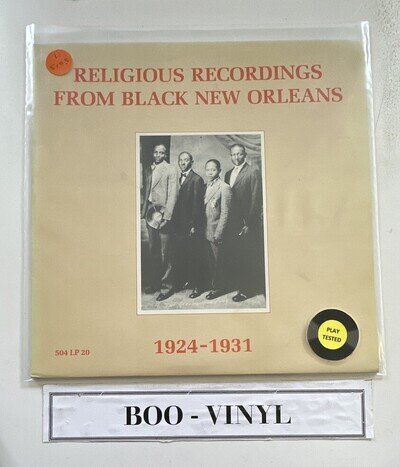 RELIGIOUS RECORDINGS
FROM BLACK NEW ORLEANS
504 LP 20
1924-1931
PLAY
TESTED
BOO - VINYL